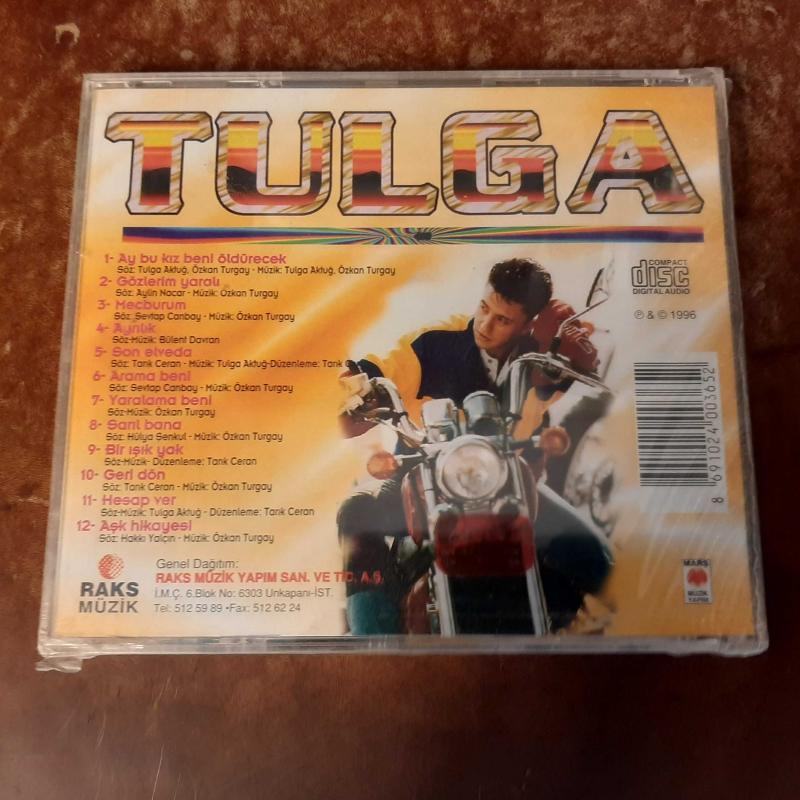 TULGA
1- Ay bu kız beni öldürecek
Söz: Tulga Aktuğ, Özkan Turgay - Müzik: Tulga Aktuğ, Özkan Turgay
2- Gözlerim yaralı
Söz: Aylin Nacar - Müzik: Özkan Turgay
3- Mecburum
Söz: Sevtap Canbay - Müzik: Özkan Turgay
4- Ayrılık
Söz-Müzik: Bülent Davran
5- Son elveda
Söz: Tarık Ceran - Müzik: Tulga Aktuğ-Düzenleme: Tarık
6- Arama beni
Söz: Sevtap Canbay - Müzik: Özkan Turgay
7- Yaralama beni
Söz-Müzik: Özkan Turgay
8- Sarıl bana
Söz: Hülya Şenkul - Müzik: Özkan Turgay
9- Bir ışık yak
Söz-Müzik- Düzenleme: Tarık Ceran
10- Geri dön
Söz: Tarık Ceran - Müzik: Özkan Turgay
11- Hesap ver
Söz-Müzik: Tulga Aktuğ - Düzenleme: Tarık Ceran
12- Aşk hikayesi
Söz: Hakkı Yalçın - Müzik: Özkan Turgay
COMPACT
disc
DIGITAL AUDIO
℗ & © 1996
8 691024 003652
RAKS
MÜZİK
Genel Dağıtım:
RAKS MÜZİK YAPIM SAN. VE TİC. A.Ş.
İ.M.Ç. 6.Blok No: 6303 Unkapanı-İST.
Tel: 512 59 89 •Fax: 512 62 24
MARŞ
MÜZİK
YAPIM